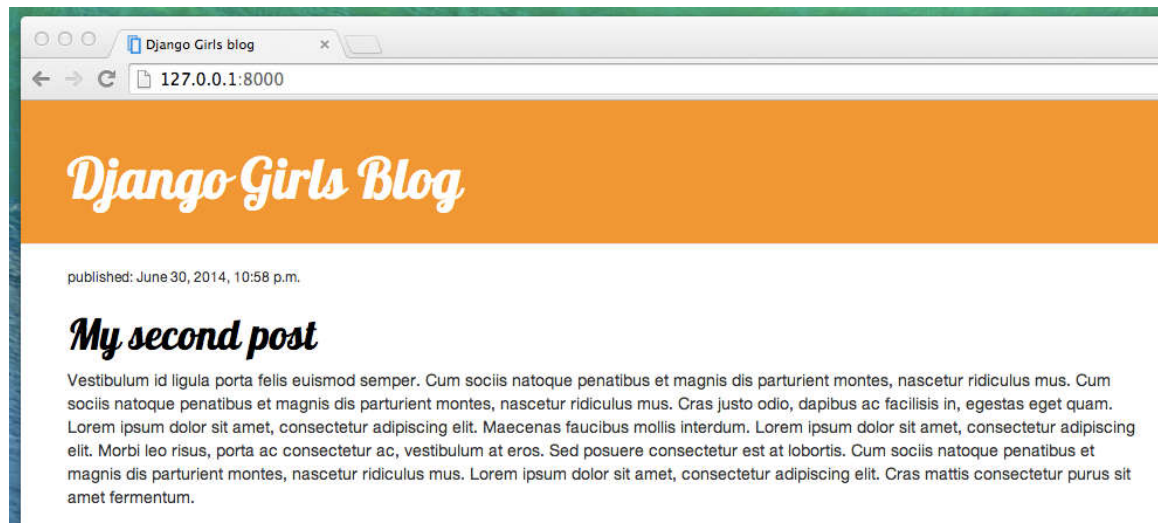 Django Girls blog
127.0.0.1:8000
Django Girls Blog
published: June 30, 2014, 10:58 p.m.
My second post
Vestibulum id ligula porta felis euismod semper. Cum sociis natoque penatibus et magnis dis parturient montes, nascetur ridiculus mus. Cum
sociis natoque penatibus et magnis dis parturient montes, nascetur ridiculus mus. Cras justo odio, dapibus ac facilisis in, egestas eget quam.
Lorem ipsum dolor sit amet, consectetur adipiscing elit. Maecenas faucibus mollis interdum. Lorem ipsum dolor sit amet, consectetur adipiscing
elit. Morbi leo risus, porta ac consectetur ac, vestibulum at eros. Sed posuere consectetur est at lobortis. Cum sociis natoque penatibus et
magnis dis parturient montes, nascetur ridiculus mus. Lorem ipsum dolor sit amet, consectetur adipiscing elit. Cras mattis consectetur purus sit
amet fermentum.